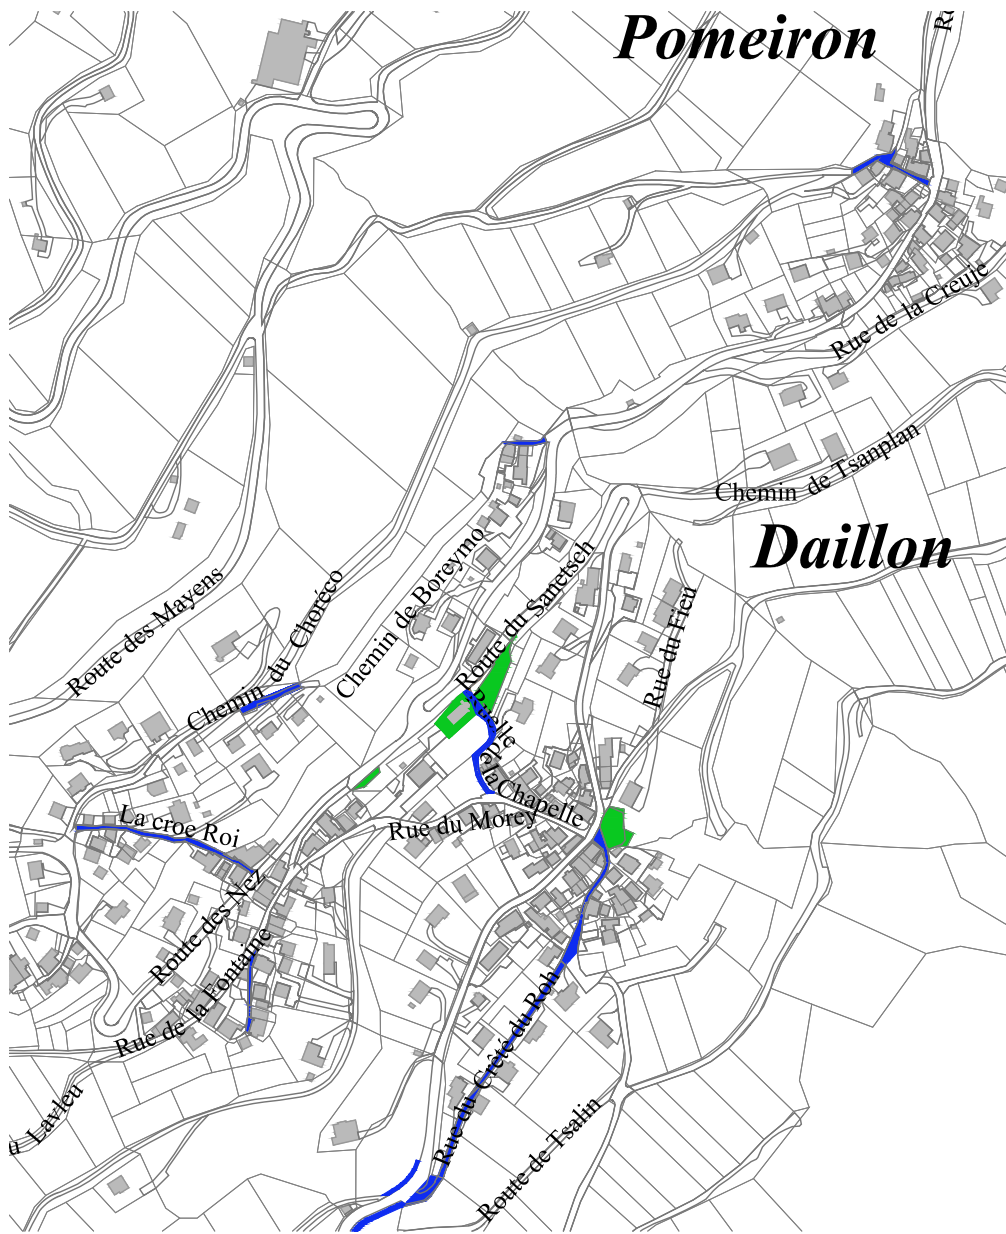 Pomeiron
Rue de la Creuje
Chemin de Tsanplan
Daillon
Route des Mayens
Chemin du Choréco
Chemin de Boreymo
Route du Sanetsch
Rue du Fieu
Ruelle de la Chapelle
La croe Roi
Rue du Morey
Route des Nez
Rue de la Fontaine
Rue du Crêté du Roh
Lavleu
Route de Tsalin